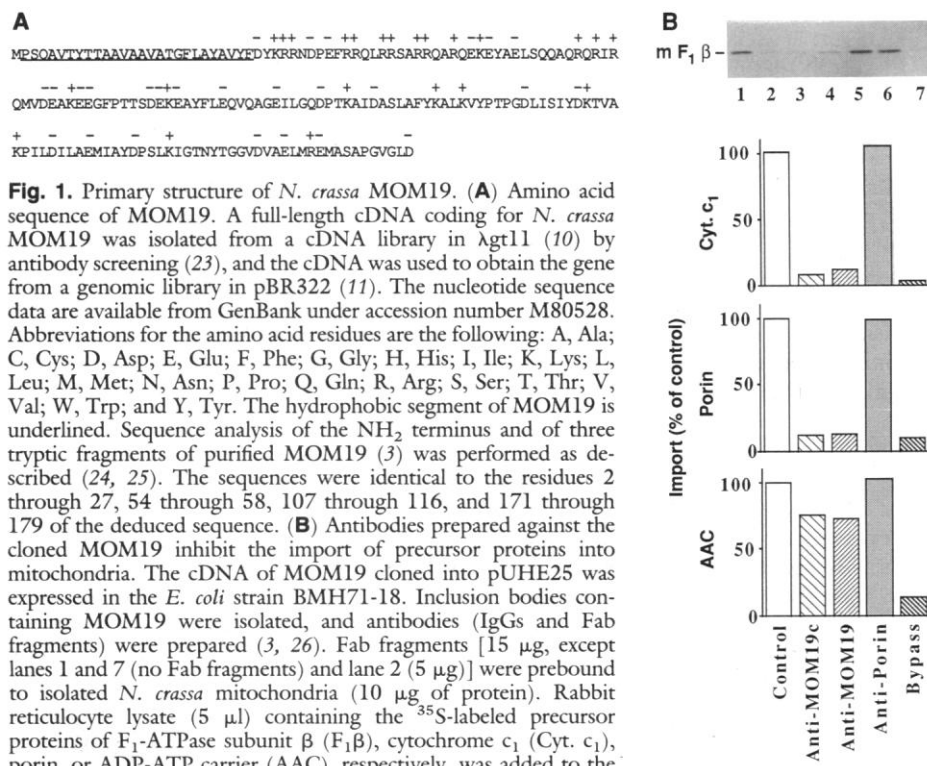 A
++ +++ - --++ ++ ++ ++ + -+- -
MPSQAVTYTTAAVAAVATGFLAYAVYFDYKRRNDPEFRRQLRRSARRQARQEKEYAELSQQAQRQRIR
QMVDEAKEEGFPTTSDEKEAYFLEQVQAGEILGQDPTKAIDASLAFYKALKVYPTPGDLISIYDKTVA
KPILDILAEMIAYDPSLKIGTNYTGGVDVAELMREMASAPGVGLD
Fig. 1. Primary structure of N. crassa MOM19. (A) Amino acid
sequence of MOM19. A full-length cDNA coding for N. crassa
MOM19 was isolated from a cDNA library in λgt11 (10) by
antibody screening (23), and the cDNA was used to obtain the gene
from a genomic library in pBR322 (11). The nucleotide sequence
data are available from GenBank under accession number M80528.
Abbreviations for the amino acid residues are the following: A, Ala;
C, Cys; D, Asp; E, Glu; F, Phe; G, Gly; H, His; I, Ile; K, Lys; L,
Leu; M, Met; N, Asn; P, Pro; Q, Gln; R, Arg; S, Ser; T, Thr; V,
Val; W, Trp; and Y, Tyr. The hydrophobic segment of MOM19 is
underlined. Sequence analysis of the NH₂ terminus and of three
tryptic fragments of purified MOM19 (3) was performed as de-
scribed (24, 25). The sequences were identical to the residues 2
through 27, 54 through 58, 107 through 116, and 171 through
179 of the deduced sequence. (B) Antibodies prepared against the
cloned MOM19 inhibit the import of precursor proteins into
mitochondria. The cDNA of MOM19 cloned into pUHE25 was
expressed in the E. coli strain BMH71-18. Inclusion bodies con-
taining MOM19 were isolated, and antibodies (IgGs and Fab
fragments) were prepared (3, 26). Fab fragments [15 μg, except
lanes 1 and 7 (no Fab fragments) and lane 2 (5 μg)] were prebound
to isolated N. crassa mitochondria (10 μg of protein). Rabbit
reticulocyte lysate (5 μl) containing the ³⁵S-labeled precursor
proteins of F₁-ATPase subunit β (F₁β), cytochrome c₁ (Cyt. c₁),
porin, or ADP-ATP carrier (AAC), respectively, was added to the
B
m F₁ β –
1 2 3 4 5 6 7
Import (% of control)
Cyt. c₁
100
50
0
Porin
100
50
0
AAC
100
50
0
Control
Anti-MOM19c
Anti-MOM19
Anti-Porin
Bypass